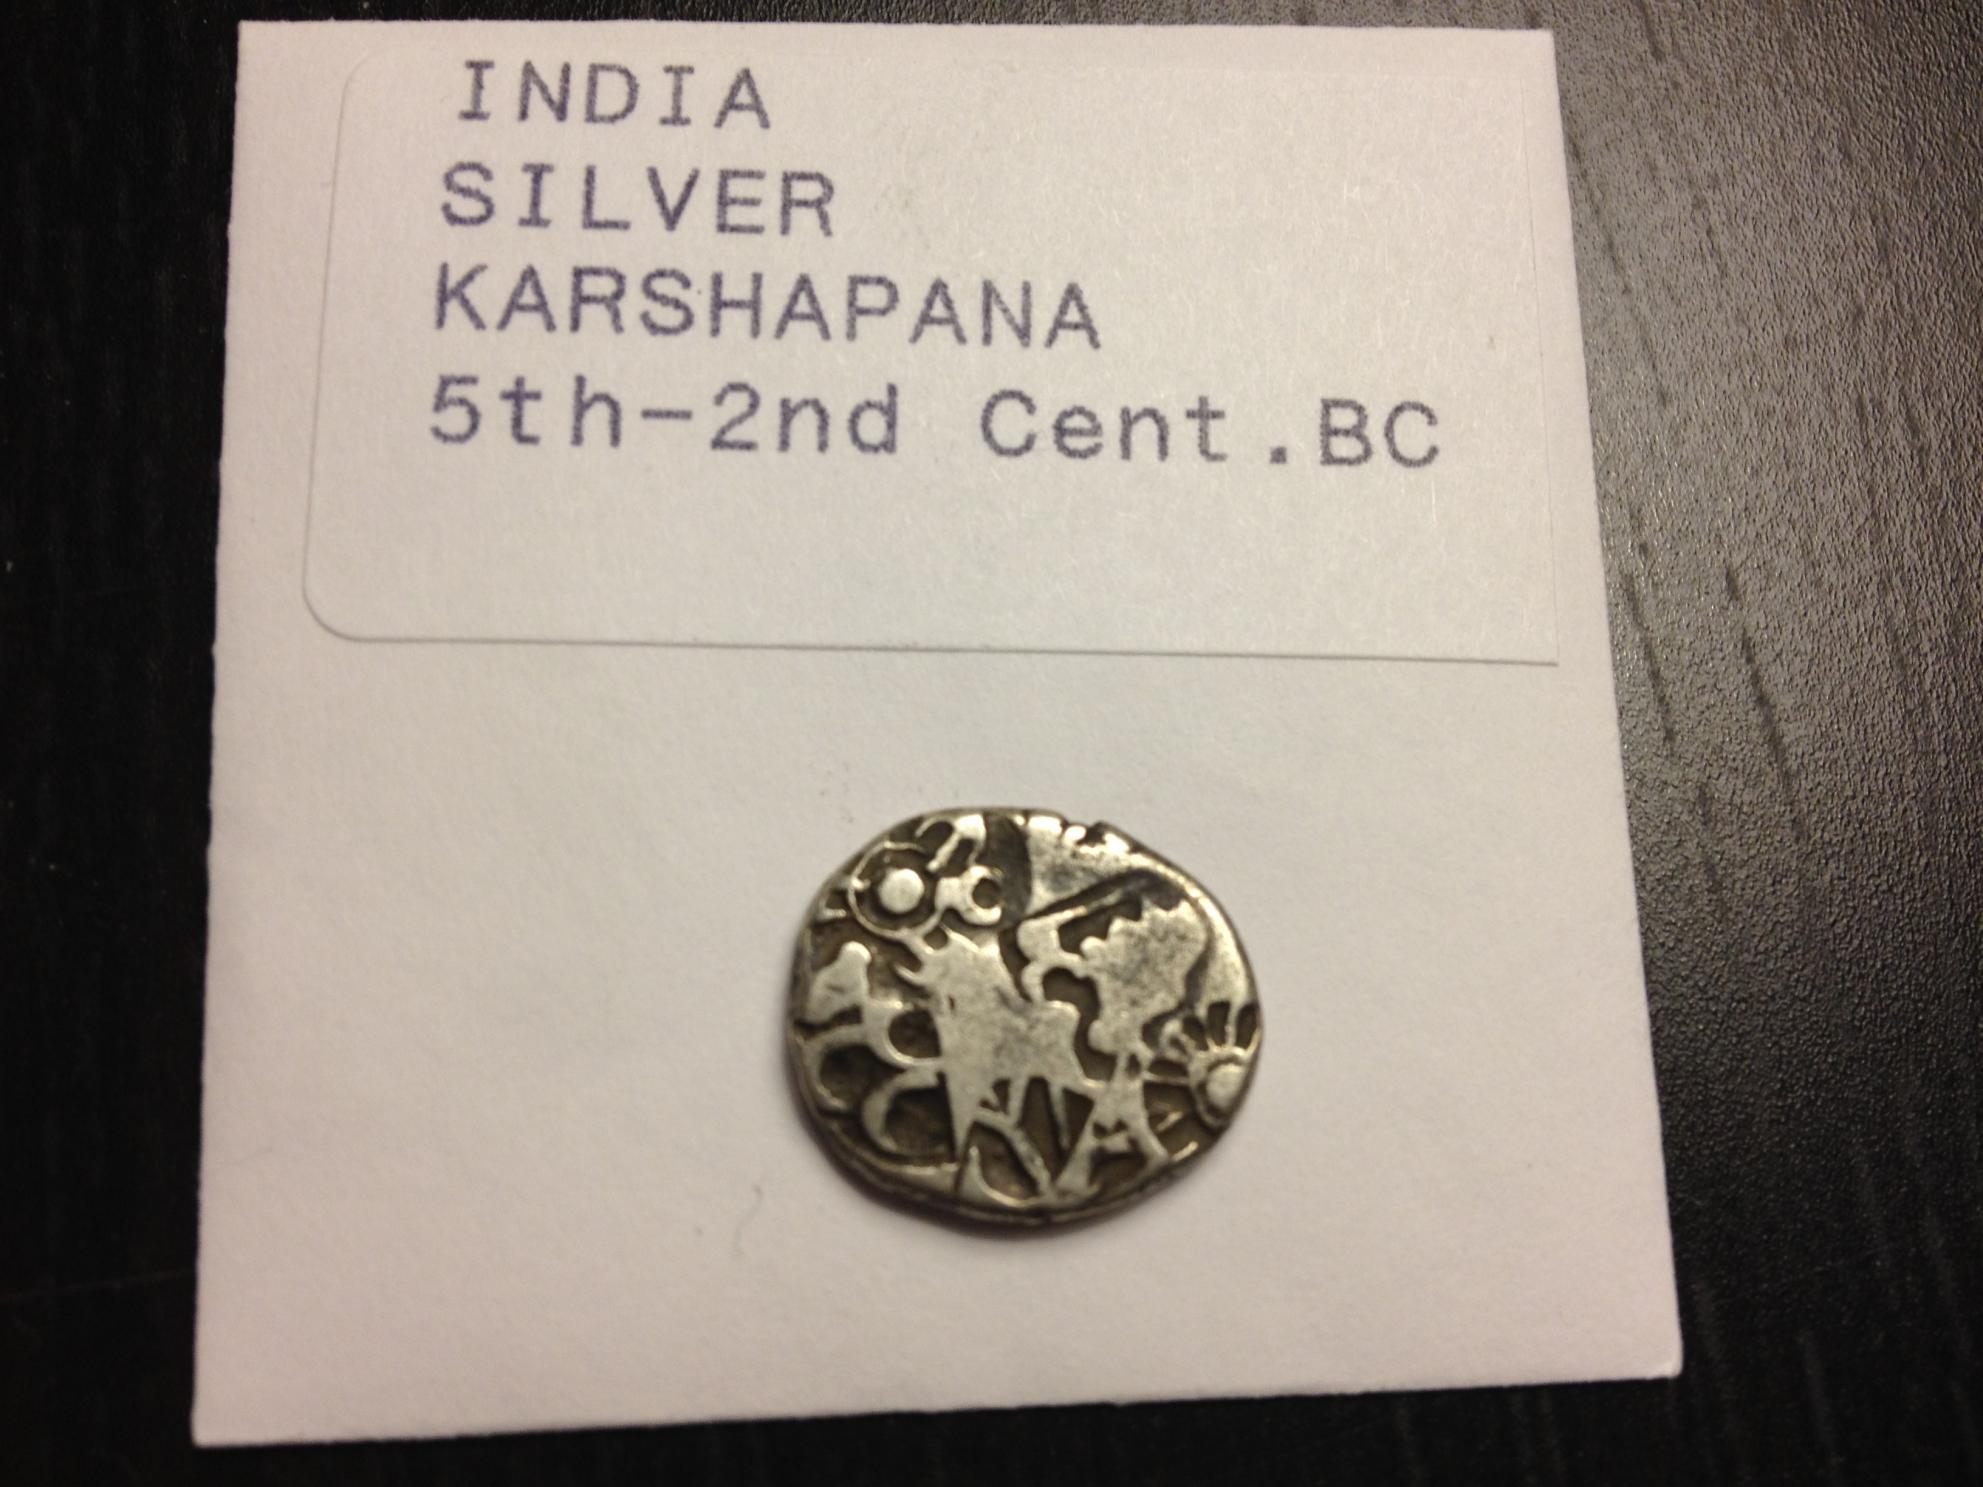 INDIA
SILVER
KARSHAPANA
5th-2nd Cent.BC